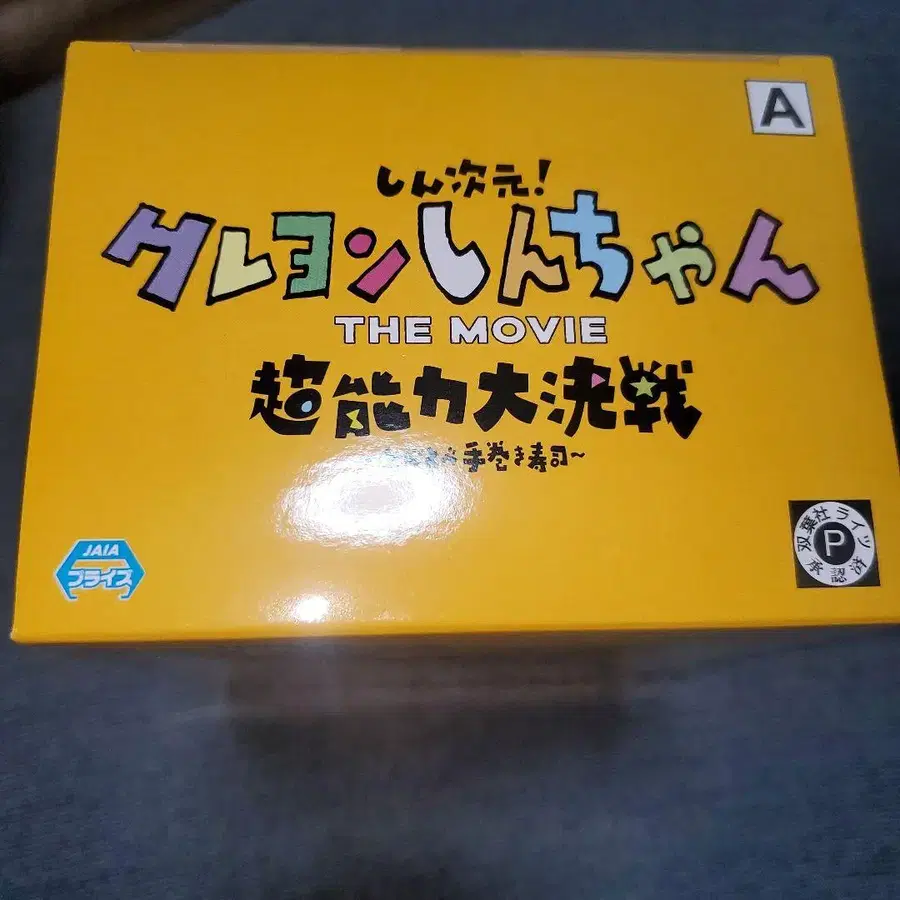 A
しん次元!
クレヨンしんちゃん
THE MOVIE
超能力大決戦
手巻き寿司～
JAIA
プライズ
双葉社ライツ
P
承認